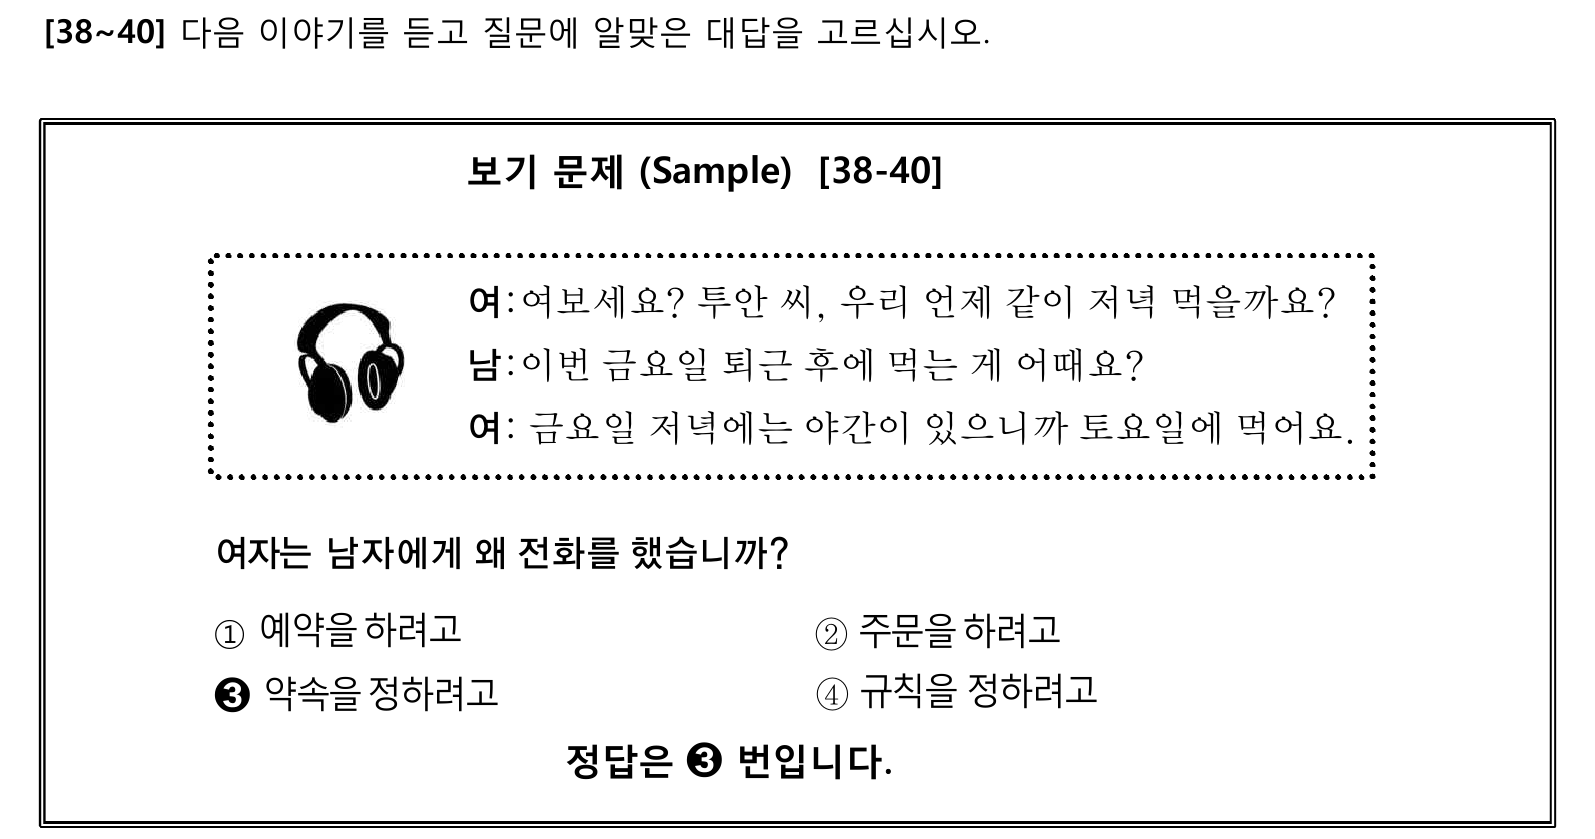 [38~40] 다음 이야기를 듣고 질문에 알맞은 대답을 고르십시오.
보기 문제 (Sample) [38-40]
여:여보세요? 투안 씨, 우리 언제 같이 저녁 먹을까요?
남:이번 금요일 퇴근 후에 먹는 게 어때요?
여: 금요일 저녁에는 야간이 있으니까 토요일에 먹어요.
여자는 남자에게 왜 전화를 했습니까?
① 예약을 하려고 ② 주문을 하려고
❸ 약속을 정하려고 ④ 규칙을 정하려고
정답은 ❸ 번입니다.